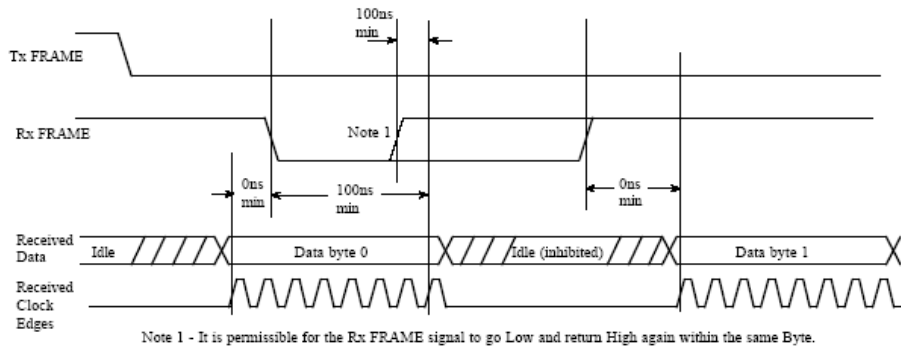 100ns
min
Tx FRAME
Rx FRAME
Note 1
0ns
min
100ns
min
0ns
min
Received
Data
Idle
Data byte 0
Idle (inhibited)
Data byte 1
Received
Clock
Edges
Note 1 - It is permissible for the Rx FRAME signal to go Low and return High again within the same Byte.